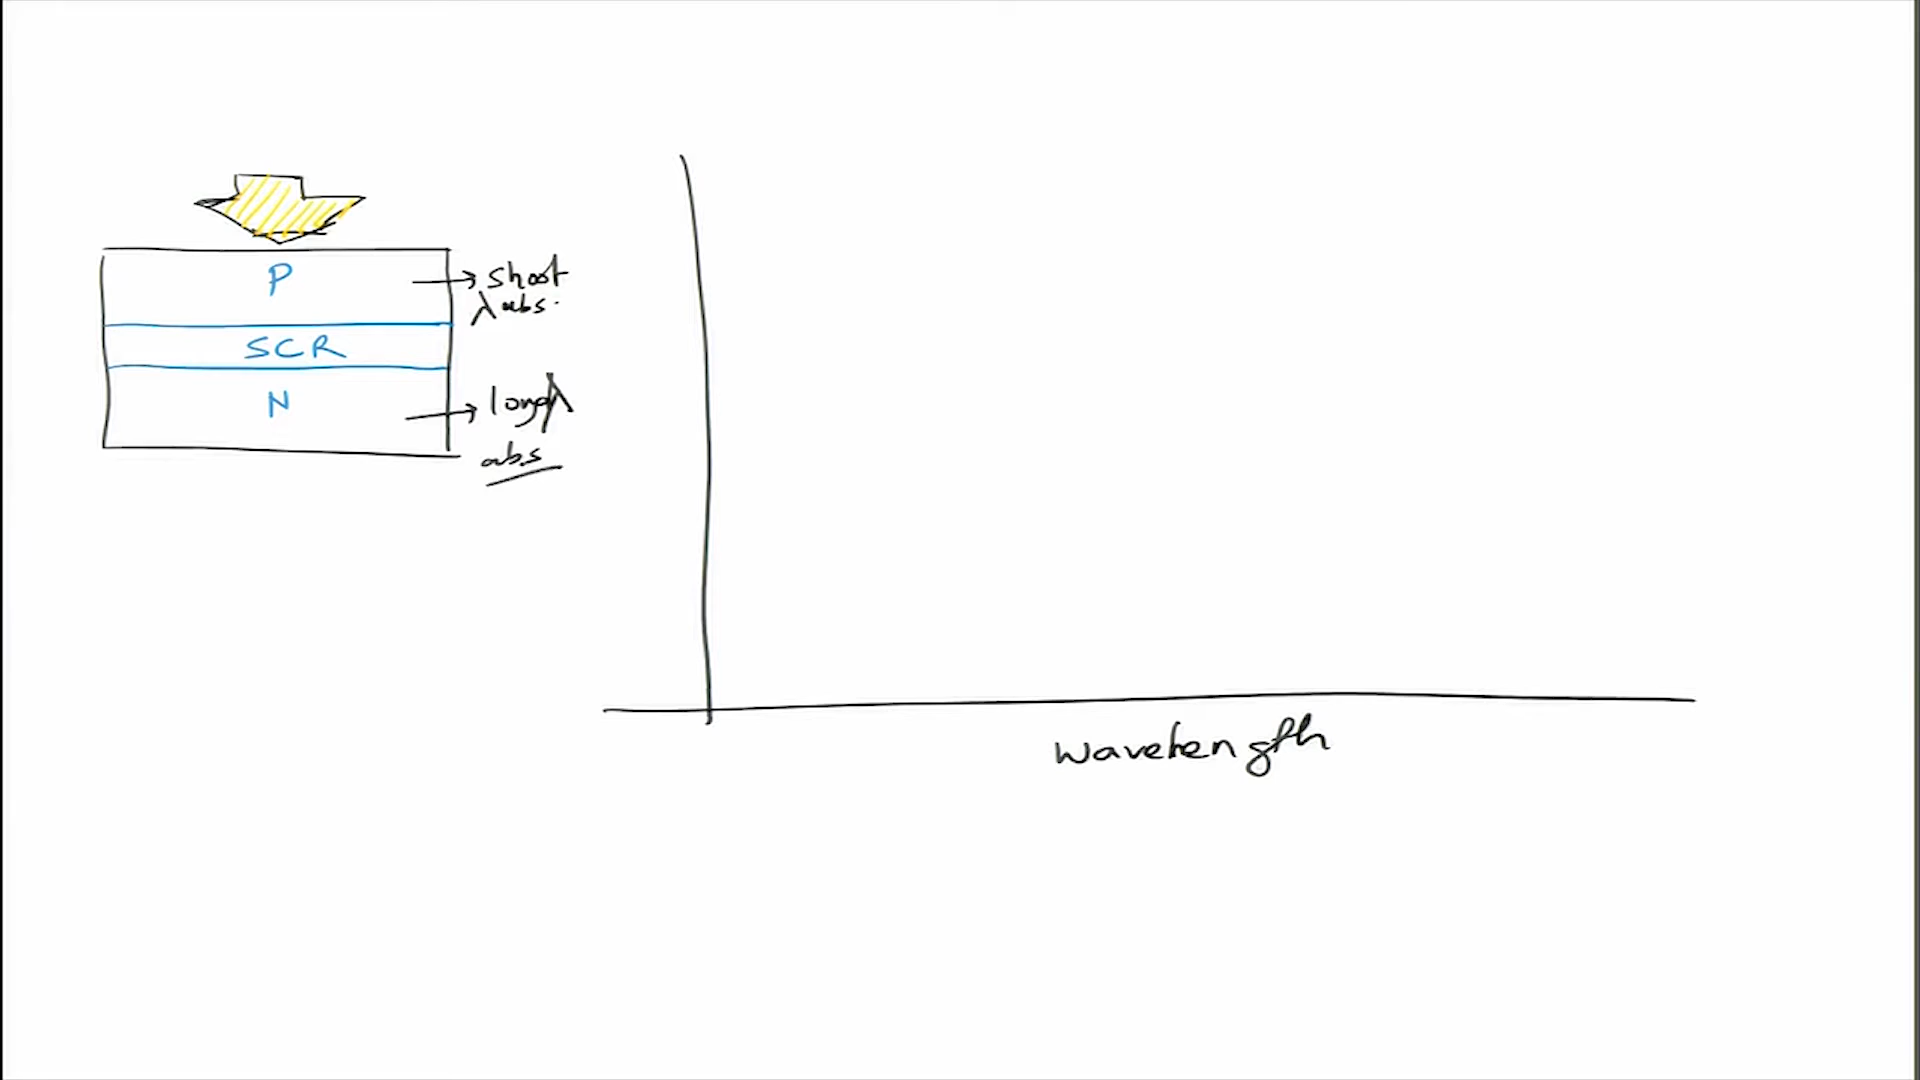 P
→ short
λ abs.
SCR
N
→ long λ
abs
wavelength